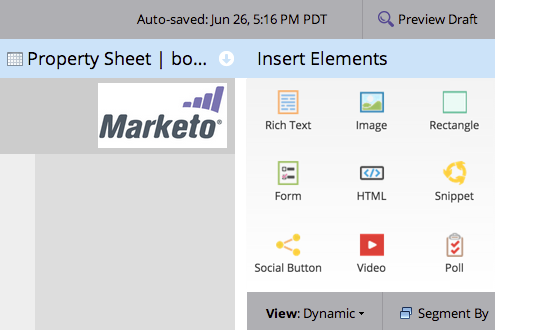 Auto-saved: Jun 26, 5:16 PM PDT
Preview Draft
Property Sheet | bo...
Insert Elements
Marketo®
Rich Text
Image
Rectangle
Form
HTML
Snippet
Social Button
Video
Poll
View: Dynamic
Segment By